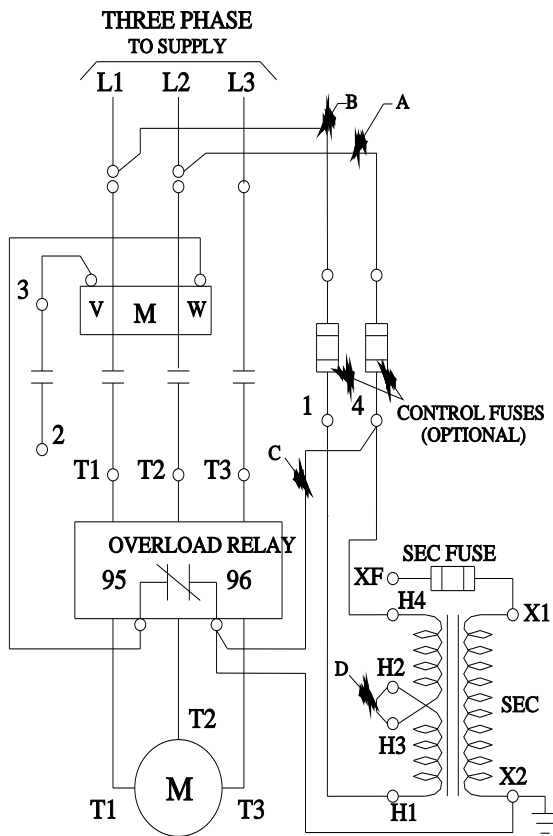 THREE PHASE
TO SUPPLY
L1 L2 L3
B A
3
V M W
2
1 4
CONTROL FUSES
(OPTIONAL)
C
T1 T2 T3
OVERLOAD RELAY
95 96
SEC FUSE
XF
H4 X1
D H2
SEC
H3
T2
X2
M
T1 T3 H1